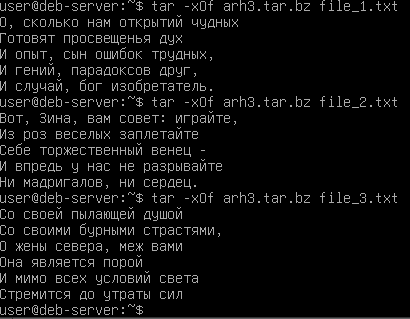 user@deb-server:~$ tar -xOf arh3.tar.bz file_1.txt
О, сколько нам открытий чудных
Готовят просвещенья дух
И опыт, сын ошибок трудных,
И гений, парадоксов друг,
И случай, бог изобретатель.
user@deb-server:~$ tar -xOf arh3.tar.bz file_2.txt
Вот, Зина, вам совет: играйте,
Из роз веселых заплетайте
Себе торжественный венец -
И впредь у нас не разрывайте
Ни мадригалов, ни сердец.
user@deb-server:~$ tar -xOf arh3.tar.bz file_3.txt
Со своей пылающей душой
Со своими бурными страстями,
О жены севера, меж вами
Она является порой
И мимо всех условий света
Стремится до утраты сил
user@deb-server:~$